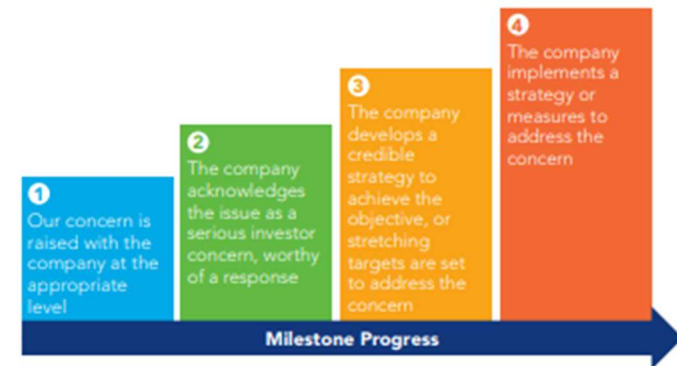 1
Our concern is
raised with the
company at the
appropriate
level
2
The company
acknowledges
the issue as a
serious investor
concern, worthy
of a response
3
The company
develops a
credible
strategy to
achieve the
objective, or
stretching
targets are set
to address the
concern
4
The company
implements a
strategy or
measures to
address the
concern
Milestone Progress